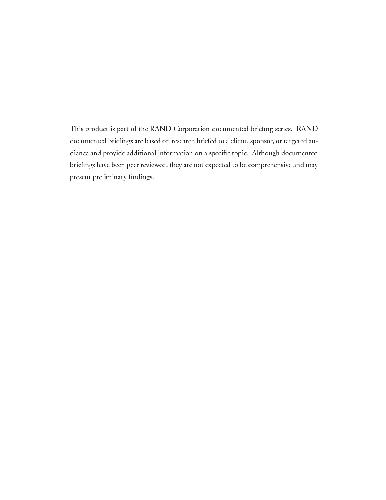 This product is part of the RAND Corporation documented briefing series. RAND
documented briefings are based on research briefed to a client, sponsor, or targeted au-
dience and provide additional information on a specific topic. Although documented
briefings have been peer reviewed, they are not expected to be comprehensive and may
present preliminary findings.